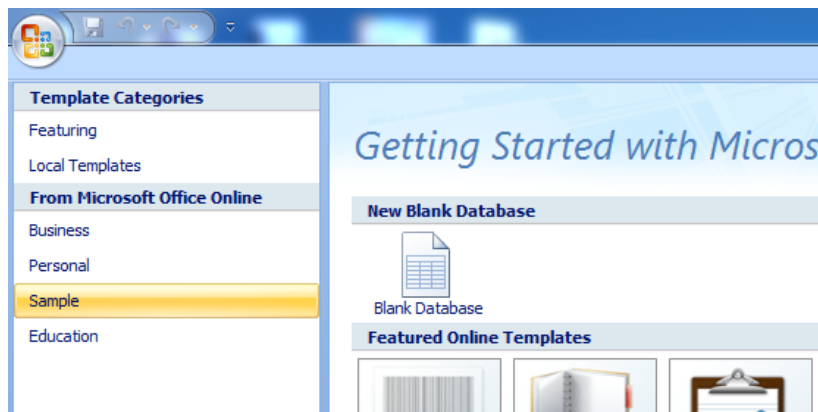 Template Categories
Featuring
Local Templates
From Microsoft Office Online
Business
Personal
Sample
Education
Getting Started with Micros
New Blank Database
Blank Database
Featured Online Templates